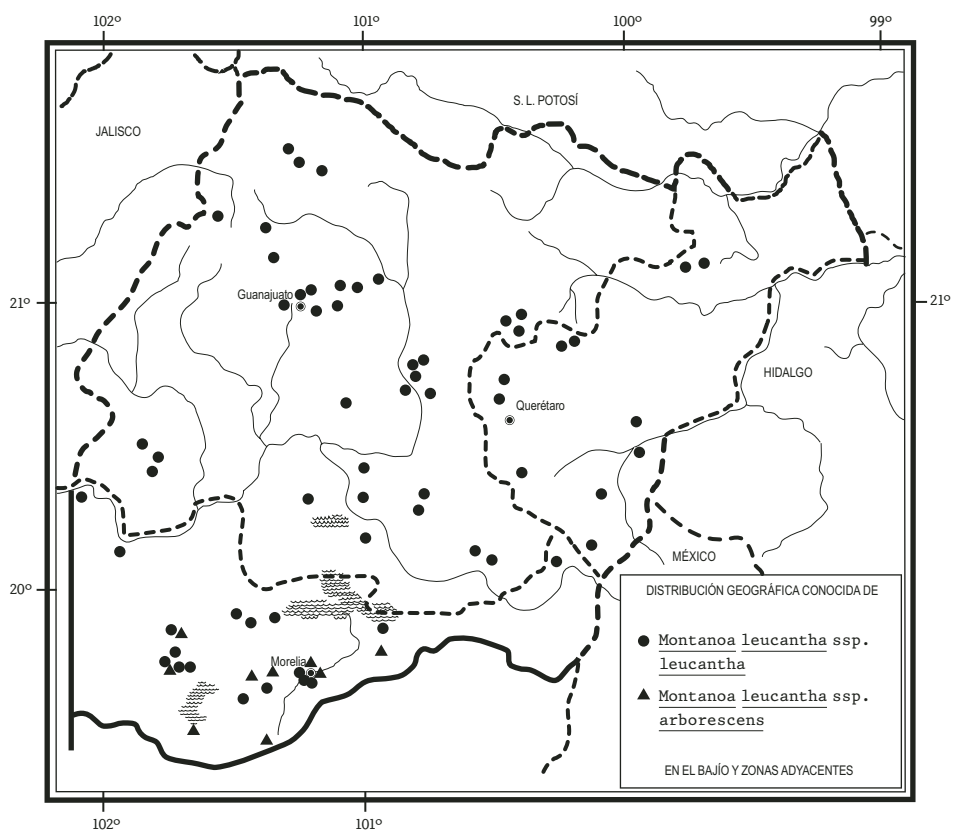 102º 101º 100º 99º
S. L. POTOSÍ
JALISCO
Guanajuato
21º 21º
HIDALGO
Querétaro
MÉXICO
20º
DISTRIBUCIÓN GEOGRÁFICA CONOCIDA DE
Montanoa leucantha ssp.
leucantha
Morelia
Montanoa leucantha ssp.
arborescens
EN EL BAJÍO Y ZONAS ADYACENTES
102º 101º